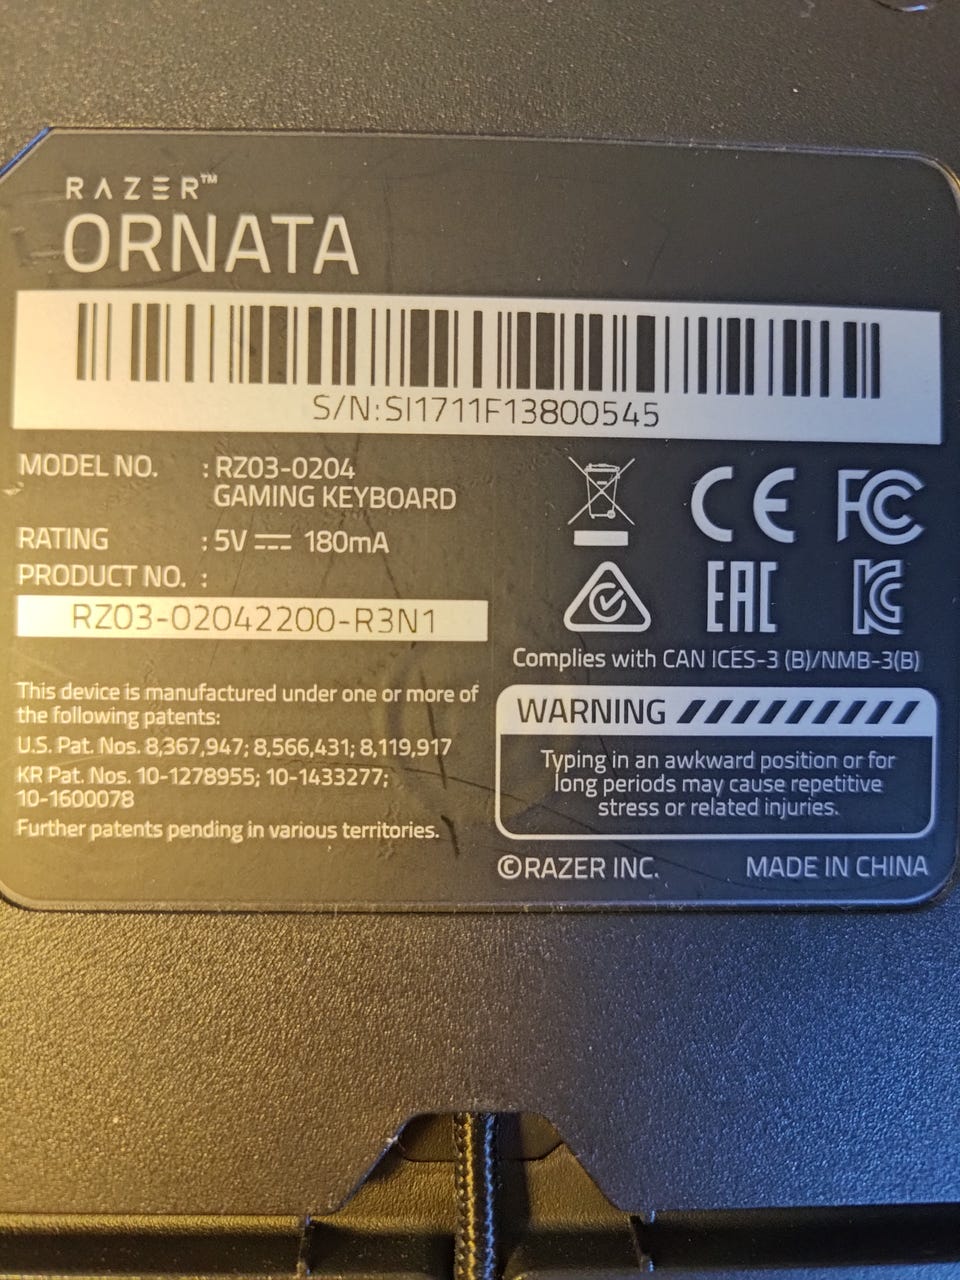 RAZER™
ORNATA
S/N:SI1711F13800545
MODEL NO. : RZ03-0204
GAMING KEYBOARD
RATING : 5V ⎓ 180mA
PRODUCT NO. :
RZ03-02042200-R3N1
This device is manufactured under one or more of
the following patents:
U.S. Pat. Nos. 8,367,947; 8,566,431; 8,119,917
KR Pat. Nos. 10-1278955; 10-1433277;
10-1600078
Further patents pending in various territories.
CE FC
EAC KC
Complies with CAN ICES-3 (B)/NMB-3(B)
WARNING
Typing in an awkward position or for
long periods may cause repetitive
stress or related injuries.
©RAZER INC. MADE IN CHINA